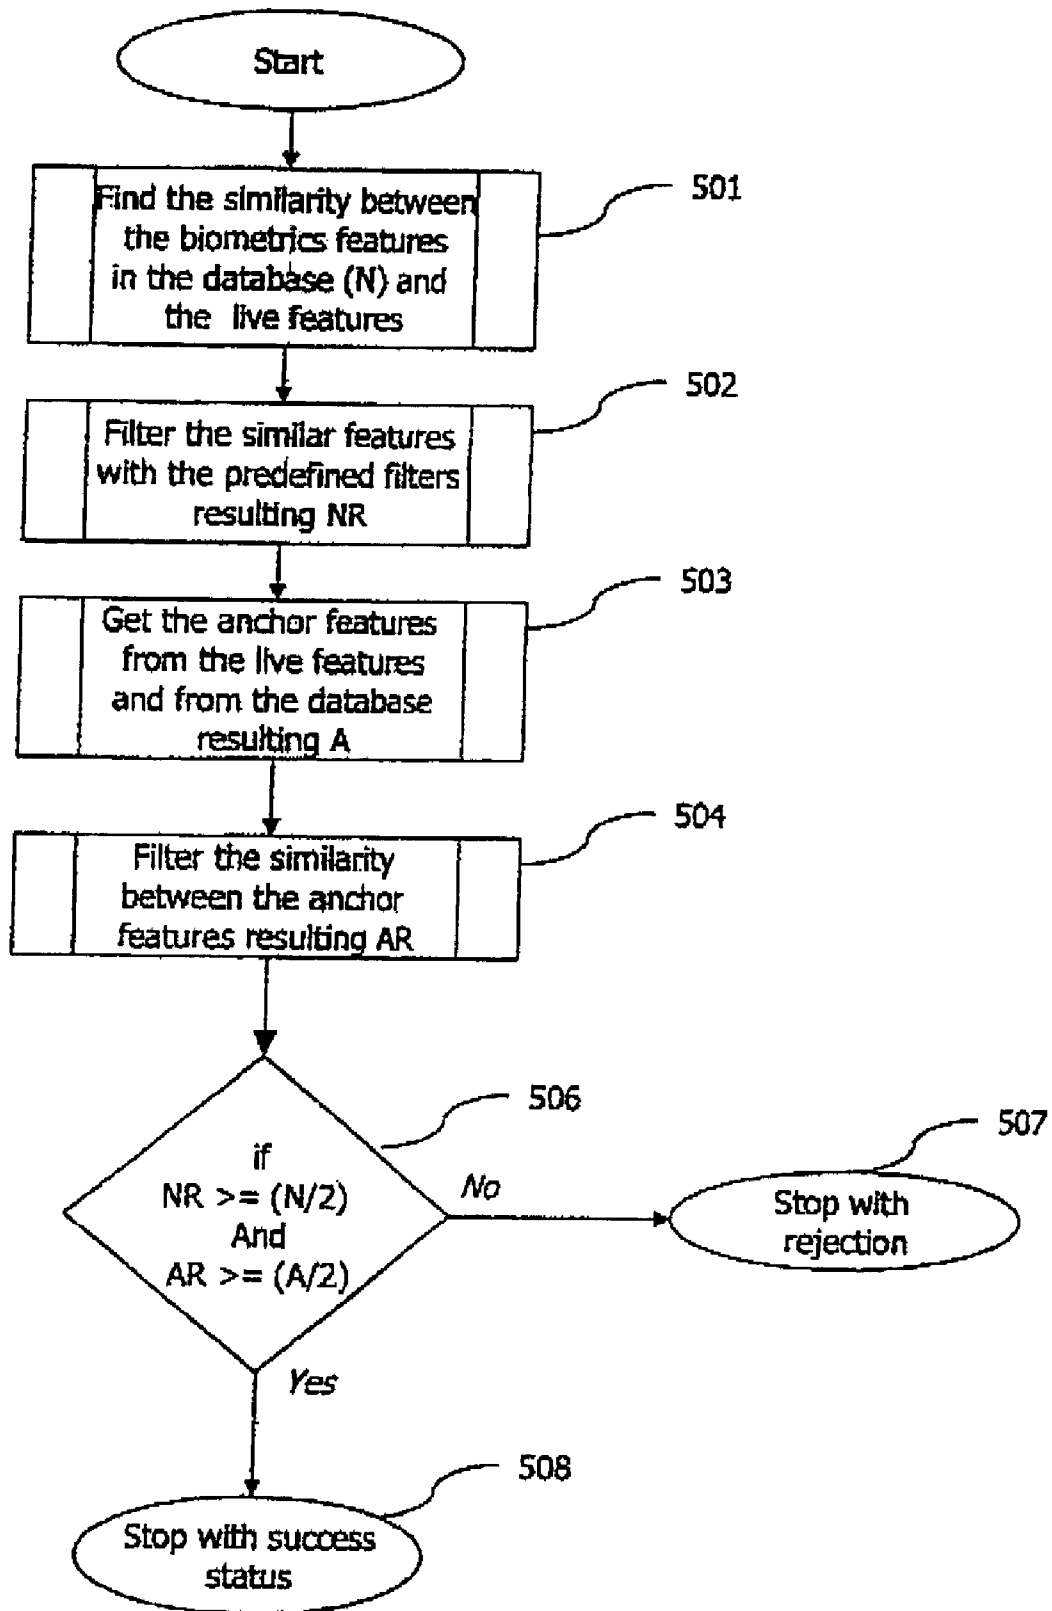 Start
Find the similarity between
the biometrics features
in the database (N) and
the live features
501
Filter the similar features
with the predefined filters
resulting NR
502
Get the anchor features
from the live features
and from the database
resulting A
503
Filter the similarity
between the anchor
features resulting AR
504
if
NR >= (N/2)
And
AR >= (A/2)
506
No
Stop with
rejection
507
Yes
Stop with success
status
508